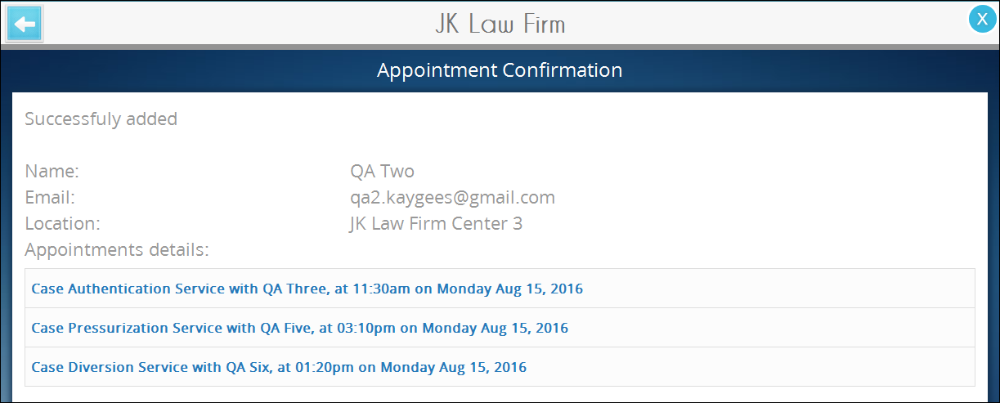 JK Law Firm
X
Appointment Confirmation
Successfuly added
Name: QA Two
Email: qa2.kaygees@gmail.com
Location: JK Law Firm Center 3
Appointments details:
Case Authentication Service with QA Three, at 11:30am on Monday Aug 15, 2016
Case Pressurization Service with QA Five, at 03:10pm on Monday Aug 15, 2016
Case Diversion Service with QA Six, at 01:20pm on Monday Aug 15, 2016